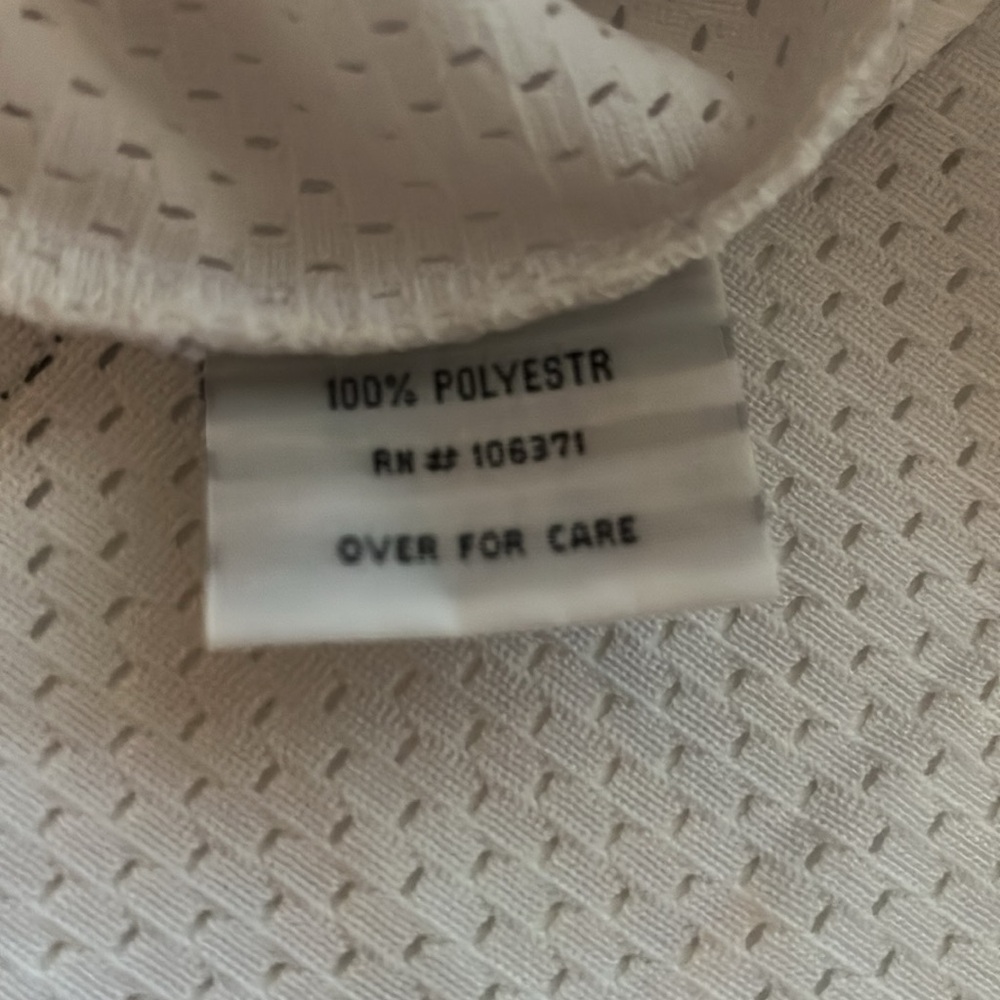 100% POLYESTR
RN # 106371
OVER FOR CARE